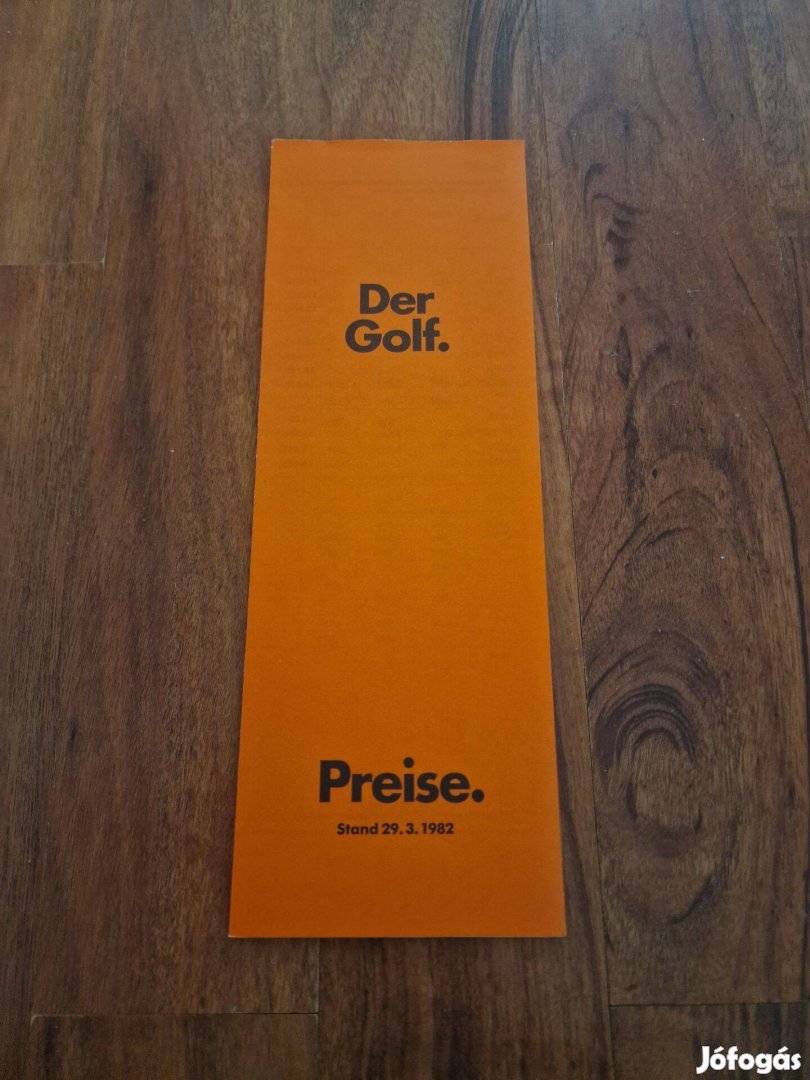 Der
Golf.
Preise.
Stand 29. 3. 1982
Jófogás